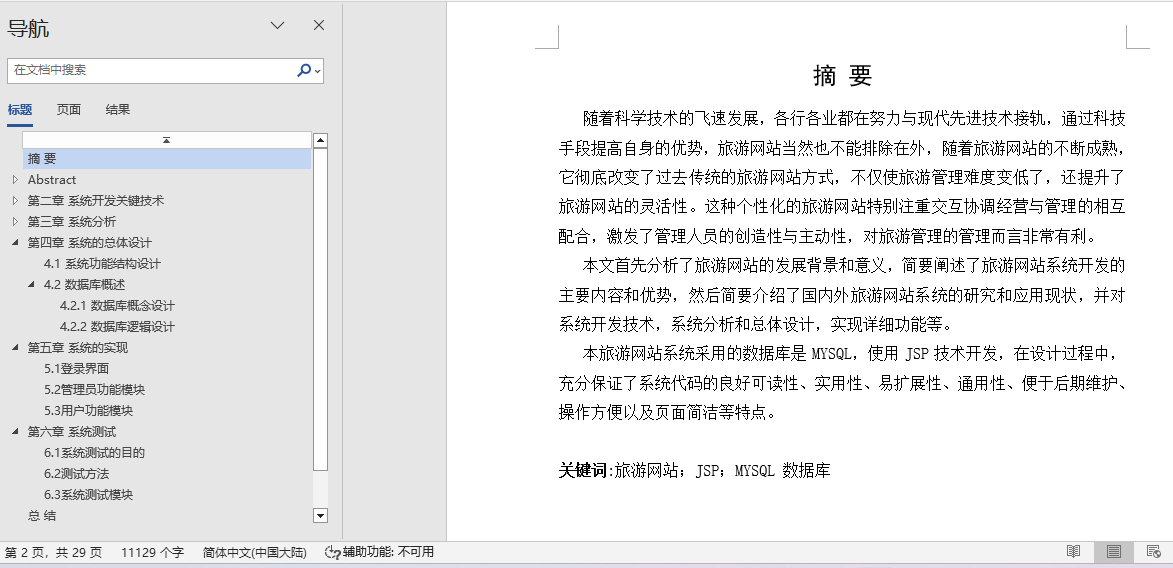 导航
在文档中搜索
标题 页面 结果
摘 要
Abstract
第二章 系统开发关键技术
第三章 系统分析
第四章 系统的总体设计
4.1 系统功能结构设计
4.2 数据库概述
4.2.1 数据库概念设计
4.2.2 数据库逻辑设计
第五章 系统的实现
5.1登录界面
5.2管理员功能模块
5.3用户功能模块
第六章 系统测试
6.1系统测试的目的
6.2测试方法
6.3系统测试模块
总 结
摘 要
随着科学技术的飞速发展，各行各业都在努力与现代先进技术接轨，通过科技
手段提高自身的优势，旅游网站当然也不能排除在外，随着旅游网站的不断成熟，
它彻底改变了过去传统的旅游网站方式，不仅使旅游管理难度变低了，还提升了
旅游网站的灵活性。这种个性化的旅游网站特别注重交互协调经营与管理的相互
配合，激发了管理人员的创造性与主动性，对旅游管理的管理而言非常有利。
本文首先分析了旅游网站的发展背景和意义，简要阐述了旅游网站系统开发的
主要内容和优势，然后简要介绍了国内外旅游网站系统的研究和应用现状，并对
系统开发技术，系统分析和总体设计，实现详细功能等。
本旅游网站系统采用的数据库是 MYSQL，使用 JSP 技术开发，在设计过程中，
充分保证了系统代码的良好可读性、实用性、易扩展性、通用性、便于后期维护、
操作方便以及页面简洁等特点。
关键词:旅游网站；JSP；MYSQL 数据库
第 2 页，共 29 页 11129 个字 简体中文(中国大陆) 辅助功能: 不可用